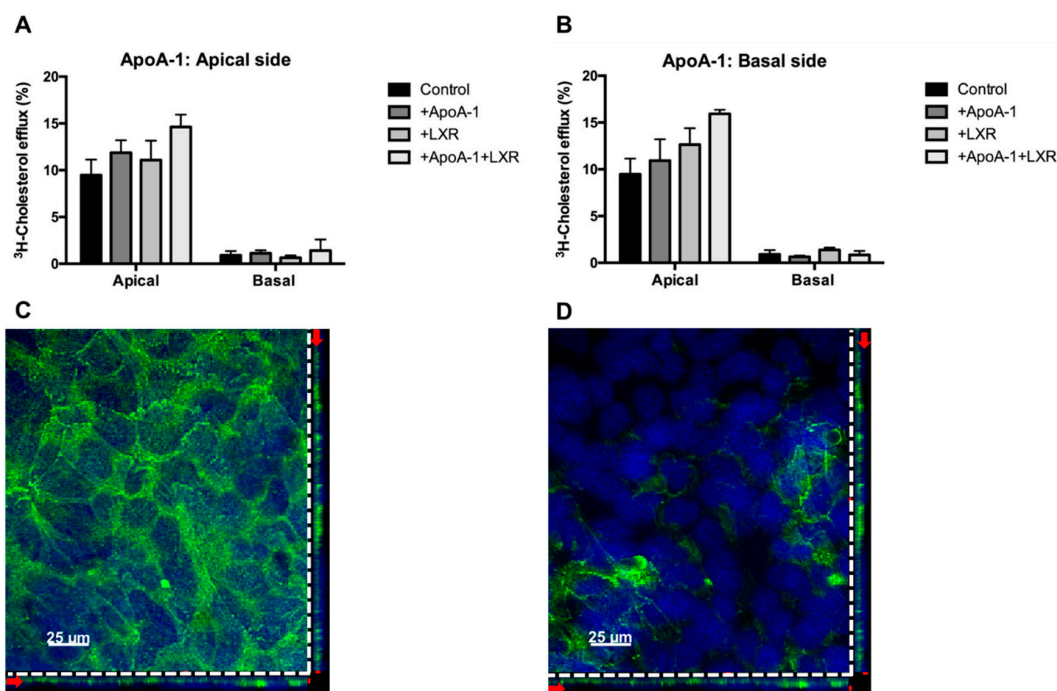 A
ApoA-1: Apical side
³H-Cholesterol efflux (%)
20
15
10
5
0
Apical
Basal
Control
+ApoA-1
+LXR
+ApoA-1+LXR
B
ApoA-1: Basal side
³H-Cholesterol efflux (%)
20
15
10
5
0
Apical
Basal
Control
+ApoA-1
+LXR
+ApoA-1+LXR
C
25 um
D
25 um